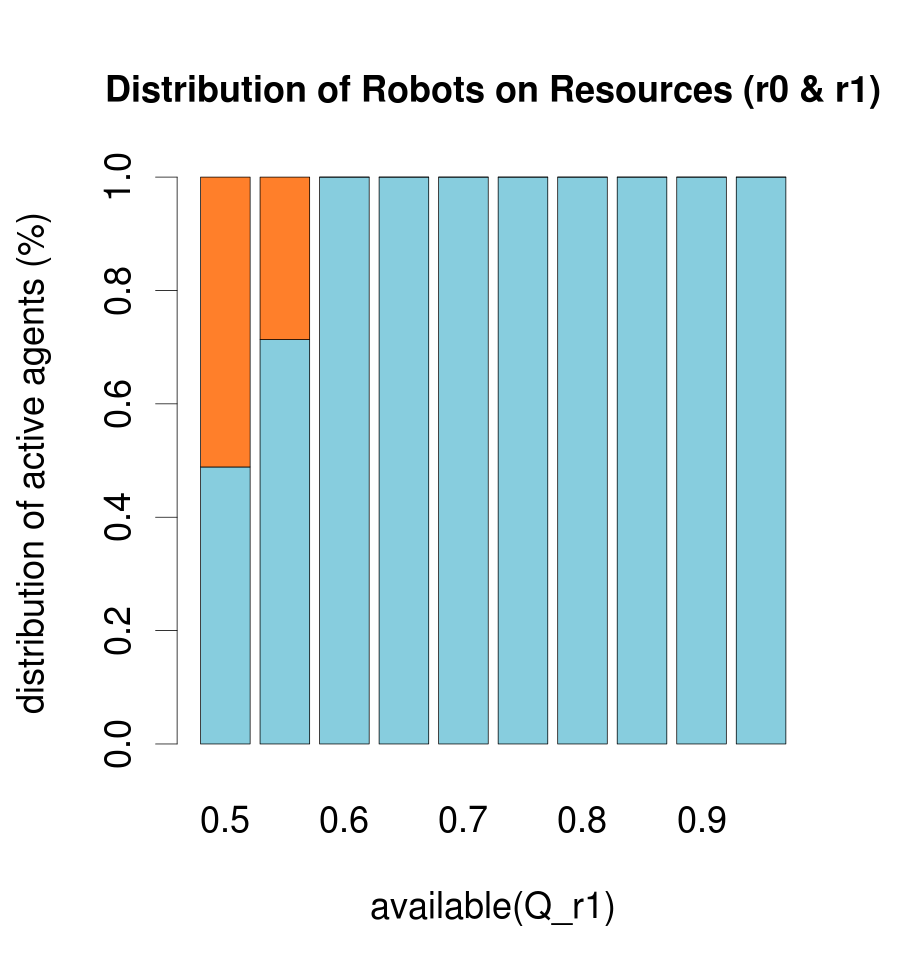 Distribution of Robots on Resources (r0 & r1)
distribution of active agents (%)
1.0
0.8
0.6
0.4
0.2
0.0
0.5 0.6 0.7 0.8 0.9
available(Q_r1)